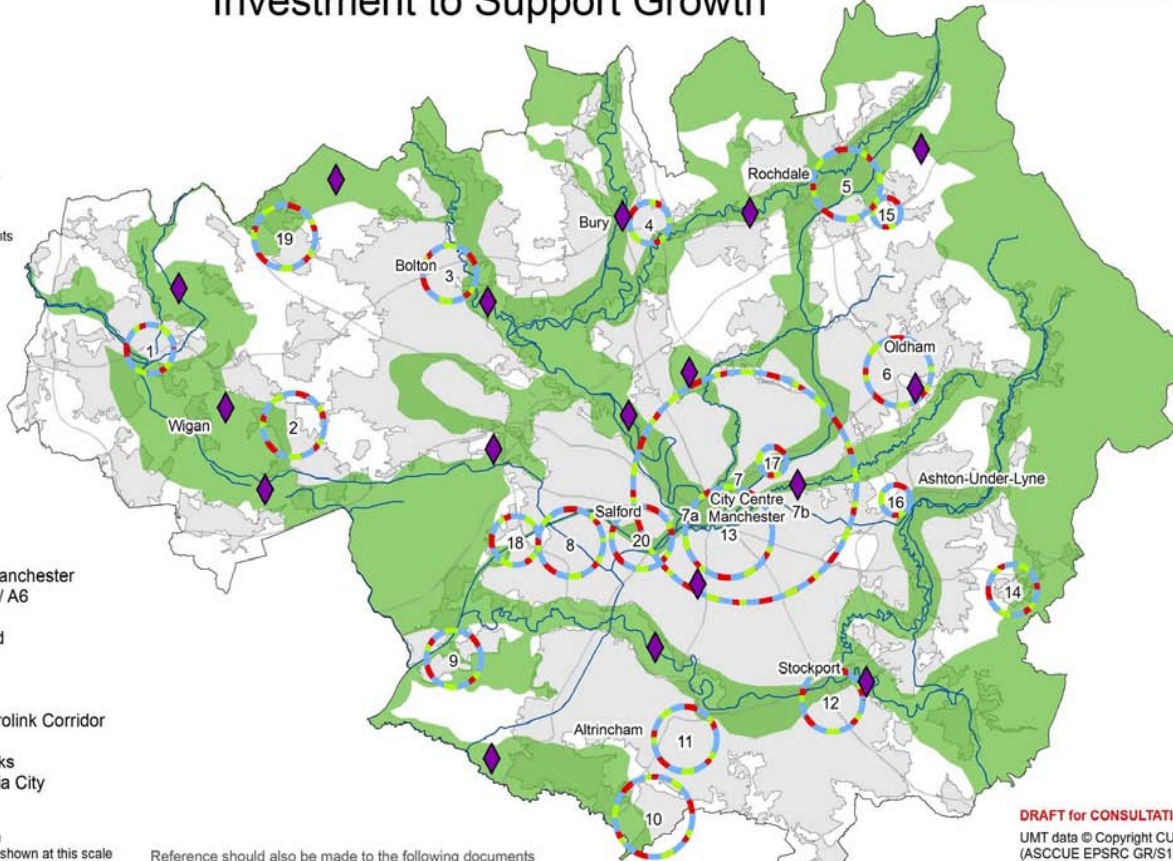 Investment to Support Growth
nts
anchester
/ A6
d
rolink Corridor
ks
ia City
shown at this scale
Reference should also be made to the following documents
Rochdale
5
15
Bury
4
19
Bolton
3
1
Oldham
6
Wigan
2
17
7
City Centre
Manchester
7a
7b
13
Ashton-Under-Lyne
16
Salford
18
8
20
14
9
Stockport
12
Altrincham
11
10
DRAFT for CONSULTATI
UMT data © Copyright CU
(ASCCUE EPSRC GR/S1